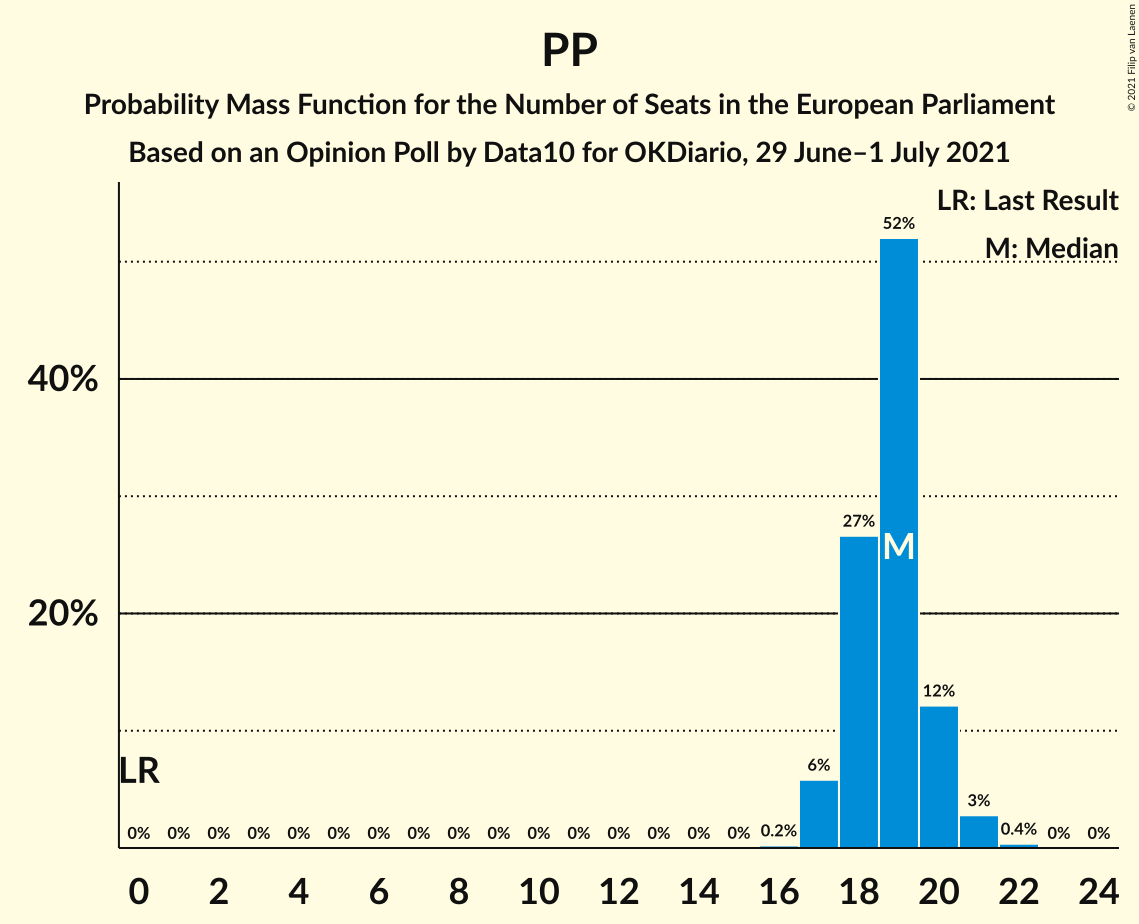 PP
Probability Mass Function for the Number of Seats in the European Parliament
Based on an Opinion Poll by Data10 for OKDiario, 29 June–1 July 2021
© 2021 Filip van Laenen
LR: Last Result
M: Median
52%
40%
27%
M
20%
12%
LR
6%
3%
0% 0% 0% 0% 0% 0% 0% 0% 0% 0% 0% 0% 0% 0% 0% 0% 0.2% 0.4% 0% 0%
0 2 4 6 8 10 12 14 16 18 20 22 24